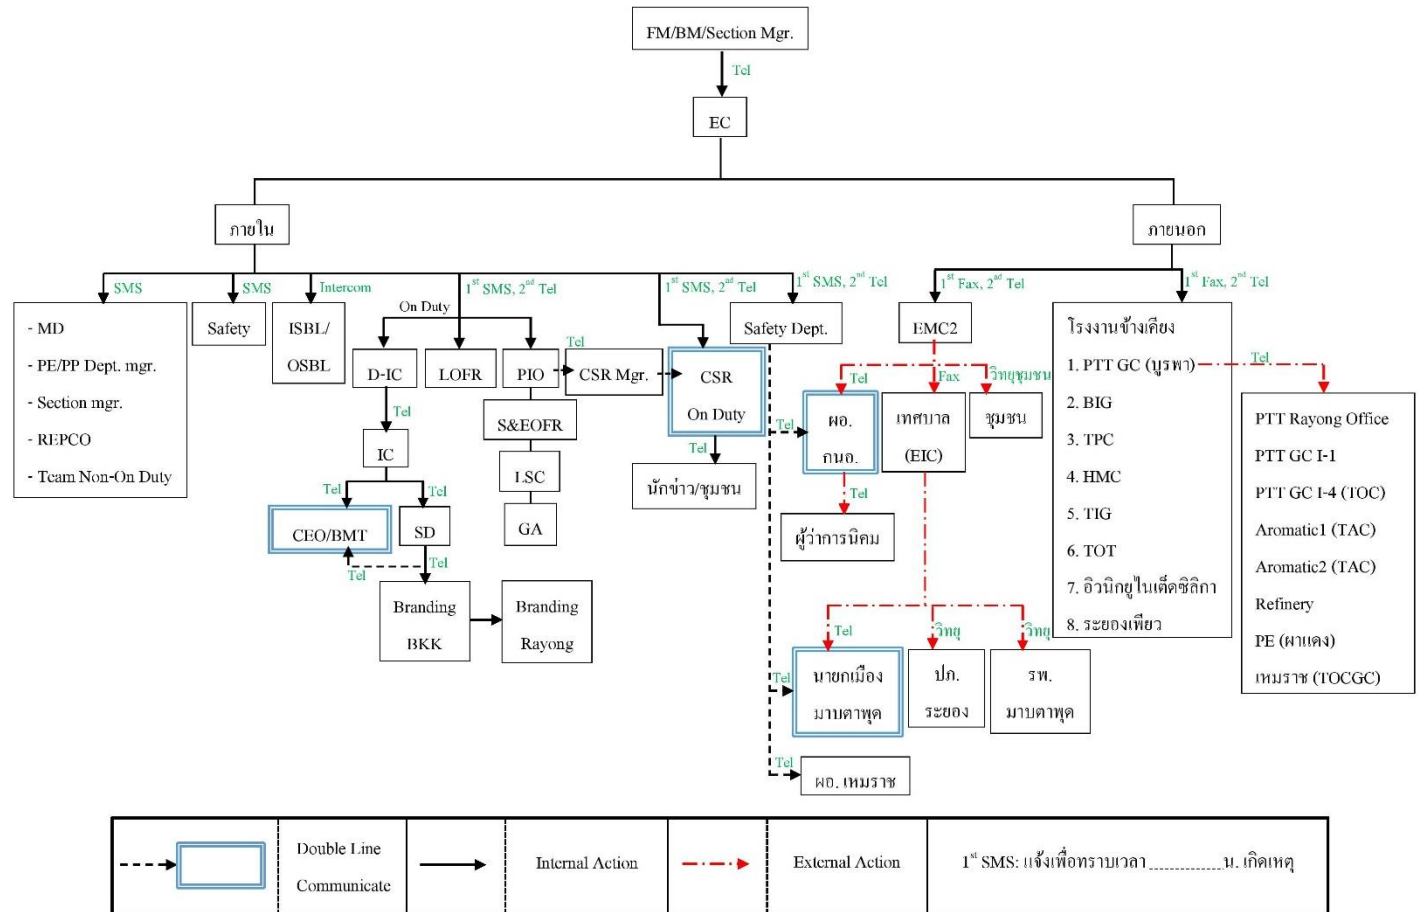 FM/BM/Section Mgr.
Tel
EC
ภายใน
ภายนอก
SMS
SMS
Intercom
1st SMS, 2nd Tel
1st SMS, 2nd Tel
1st SMS, 2nd Tel
1st Fax, 2nd Tel
1st Fax, 2nd Tel
- MD
- PE/PP Dept. mgr.
- Section mgr.
- REPCO
- Team Non-On Duty
Safety
ISBL/
OSBL
On Duty
D-IC
LOFR
PIO
Tel
CSR Mgr.
CSR
On Duty
Tel
นักข่าว/ชุมชน
S&EOFR
LSC
GA
Tel
IC
Tel
Tel
CEO/BMT
SD
Tel
Tel
Branding
BKK
Branding
Rayong
Safety Dept.
EMC2
Tel
Fax
วิทยุชุมชน
Tel
ผอ.
กนอ.
เทศบาล
(EIC)
ชุมชน
Tel
ผู้ว่าการนิคม
Tel
วิทยุ
วิทยุ
Tel
นายกเมือง
มาบตาพุด
ปภ.
ระยอง
รพ.
มาบตาพุด
Tel
ผอ. เหมราช
โรงงานข้างเคียง
1. PTT GC (บูรพา)
2. BIG
3. TPC
4. HMC
5. TIG
6. TOT
7. อิวนิกยูไนเต็ดซิลิกา
8. ระยองเพียว
Tel
PTT Rayong Office
PTT GC I-1
PTT GC I-4 (TOC)
Aromatic1 (TAC)
Aromatic2 (TAC)
Refinery
PE (ผาแดง)
เหมราช (TOCGC)
Double Line
Communicate
Internal Action
External Action
1st SMS: แจ้งเพื่อทราบเวลา ............น. เกิดเหตุ